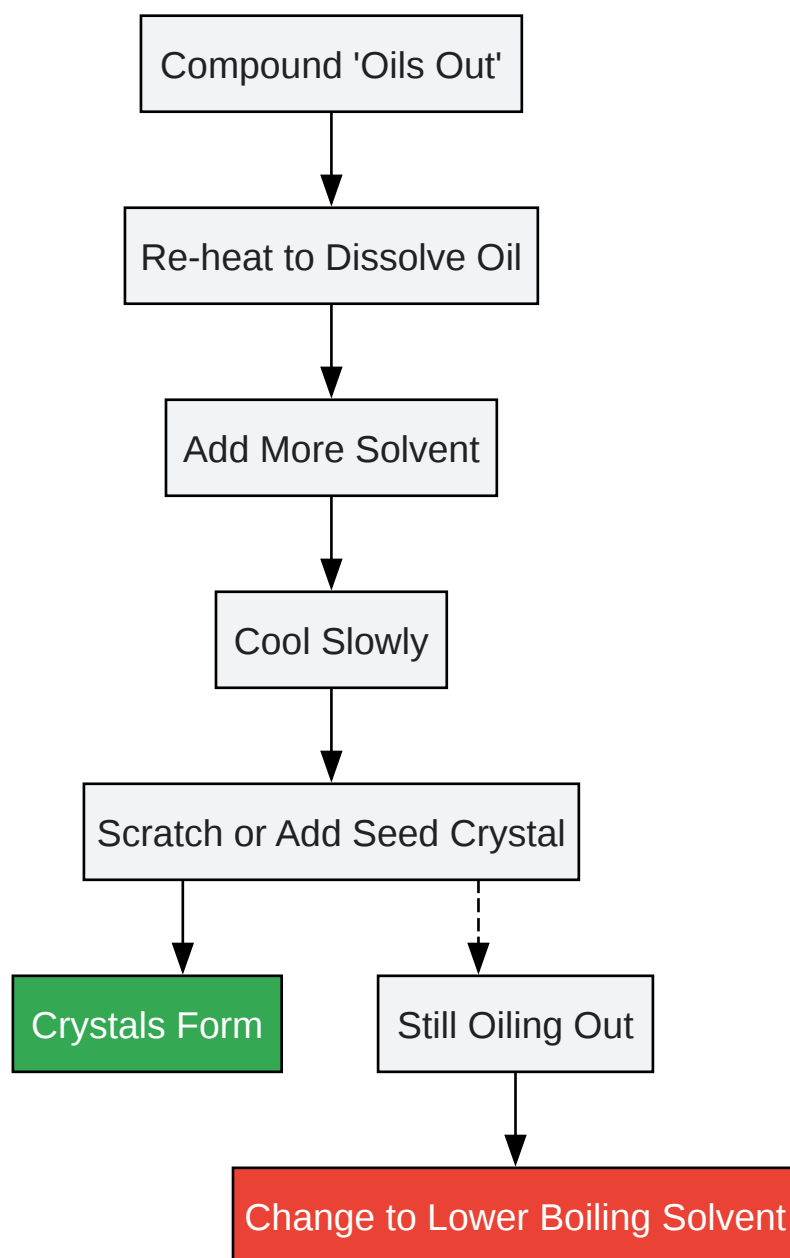 Compound 'Oils Out'
Re-heat to Dissolve Oil
Add More Solvent
Cool Slowly
Scratch or Add Seed Crystal
Crystals Form
Still Oiling Out
Change to Lower Boiling Solvent